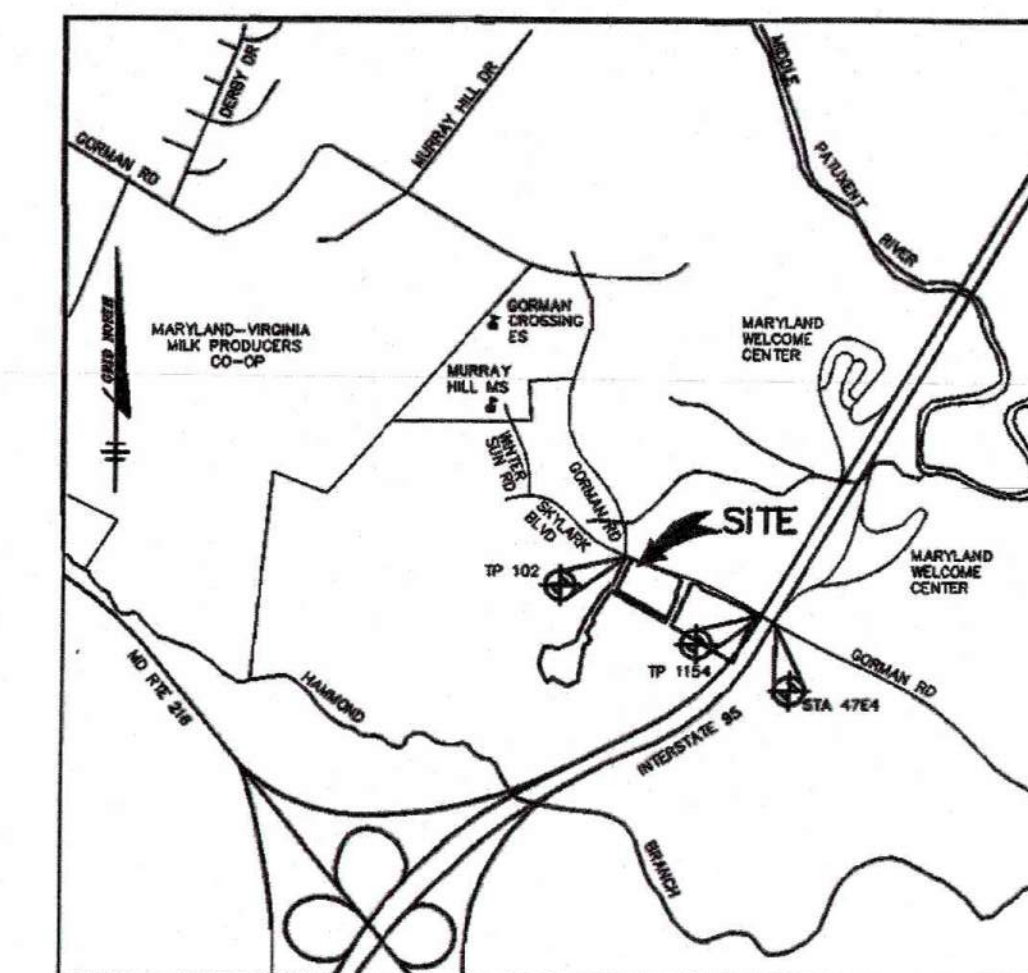 DERBY DR
MURRAY HILL DR
MIDDLE
PATUXENT
RIVER
GORMAN RD
GRID NORTH
MARYLAND-VIRGINIA
MILK PRODUCERS
CO-OP
GORMAN
CROSSING
ES
MURRAY
HILL MS
MARYLAND
WELCOME
CENTER
WINTER
SUN RD
GORMAN RD
SKYLARK
BLVD
SITE
TP 102
MARYLAND
WELCOME
CENTER
TP 1154
GORMAN RD
STA 47E4
MD RTE 216
HAMMOND
INTERSTATE 95
BRANCH